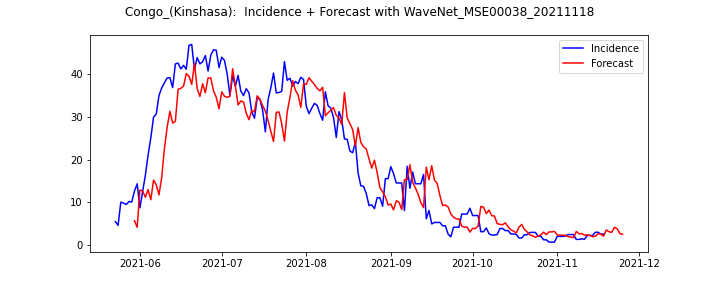 Congo_(Kinshasa):  Incidence + Forecast with WaveNet_MSE00038_20211118
Incidence
Forecast
40
30
20
10
0
2021-06 2021-07 2021-08 2021-09 2021-10 2021-11 2021-12